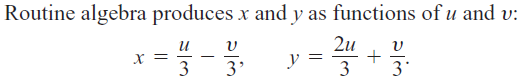 Routine algebra produces x and y as functions of u and v:
x = u/3 − v/3, y = 2u/3 + v/3.